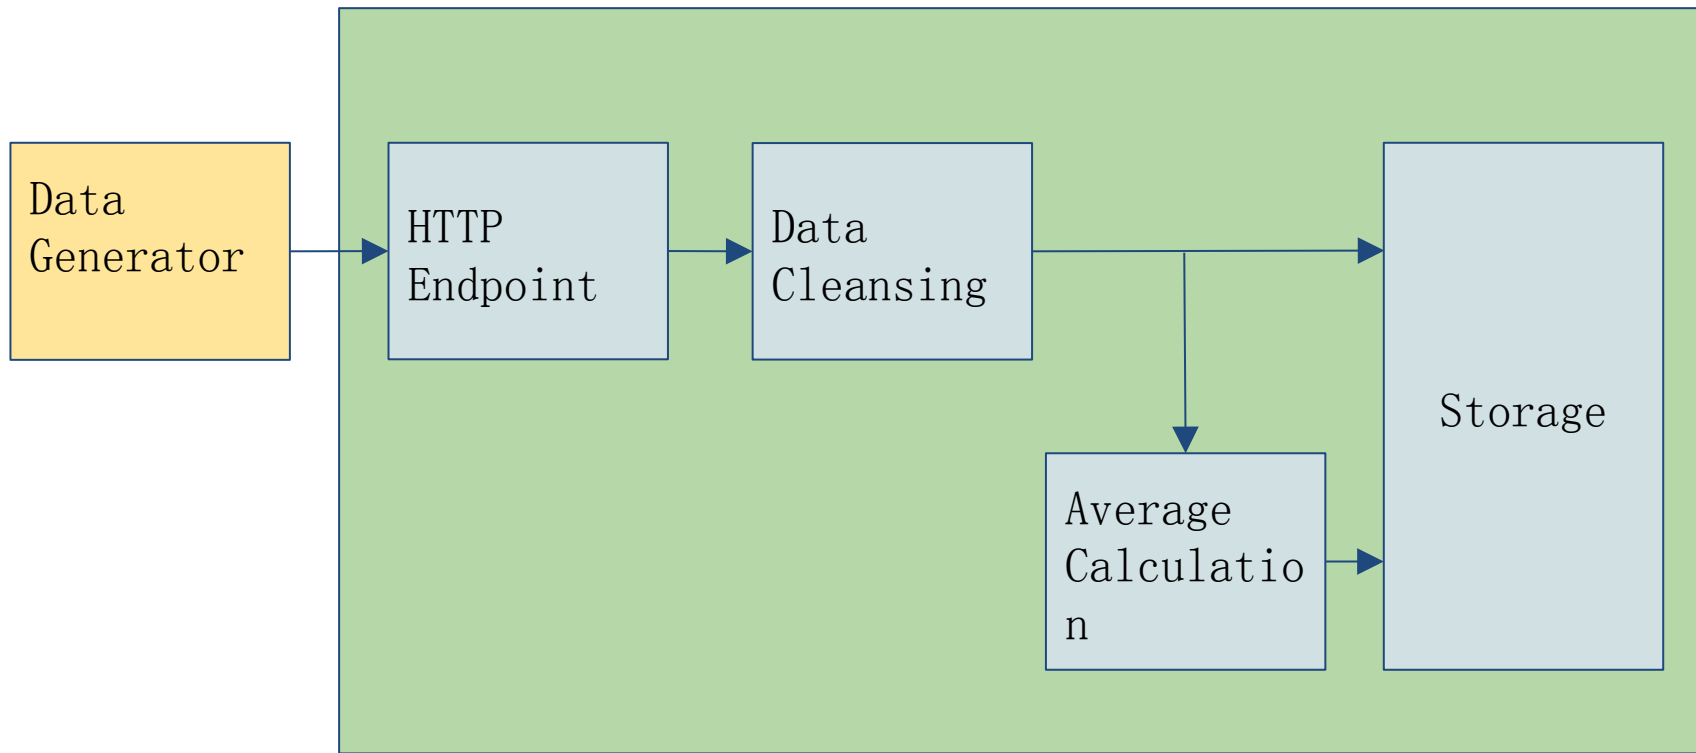 Data
Generator
HTTP
Endpoint
Data
Cleansing
Storage
Average
Calculatio
n